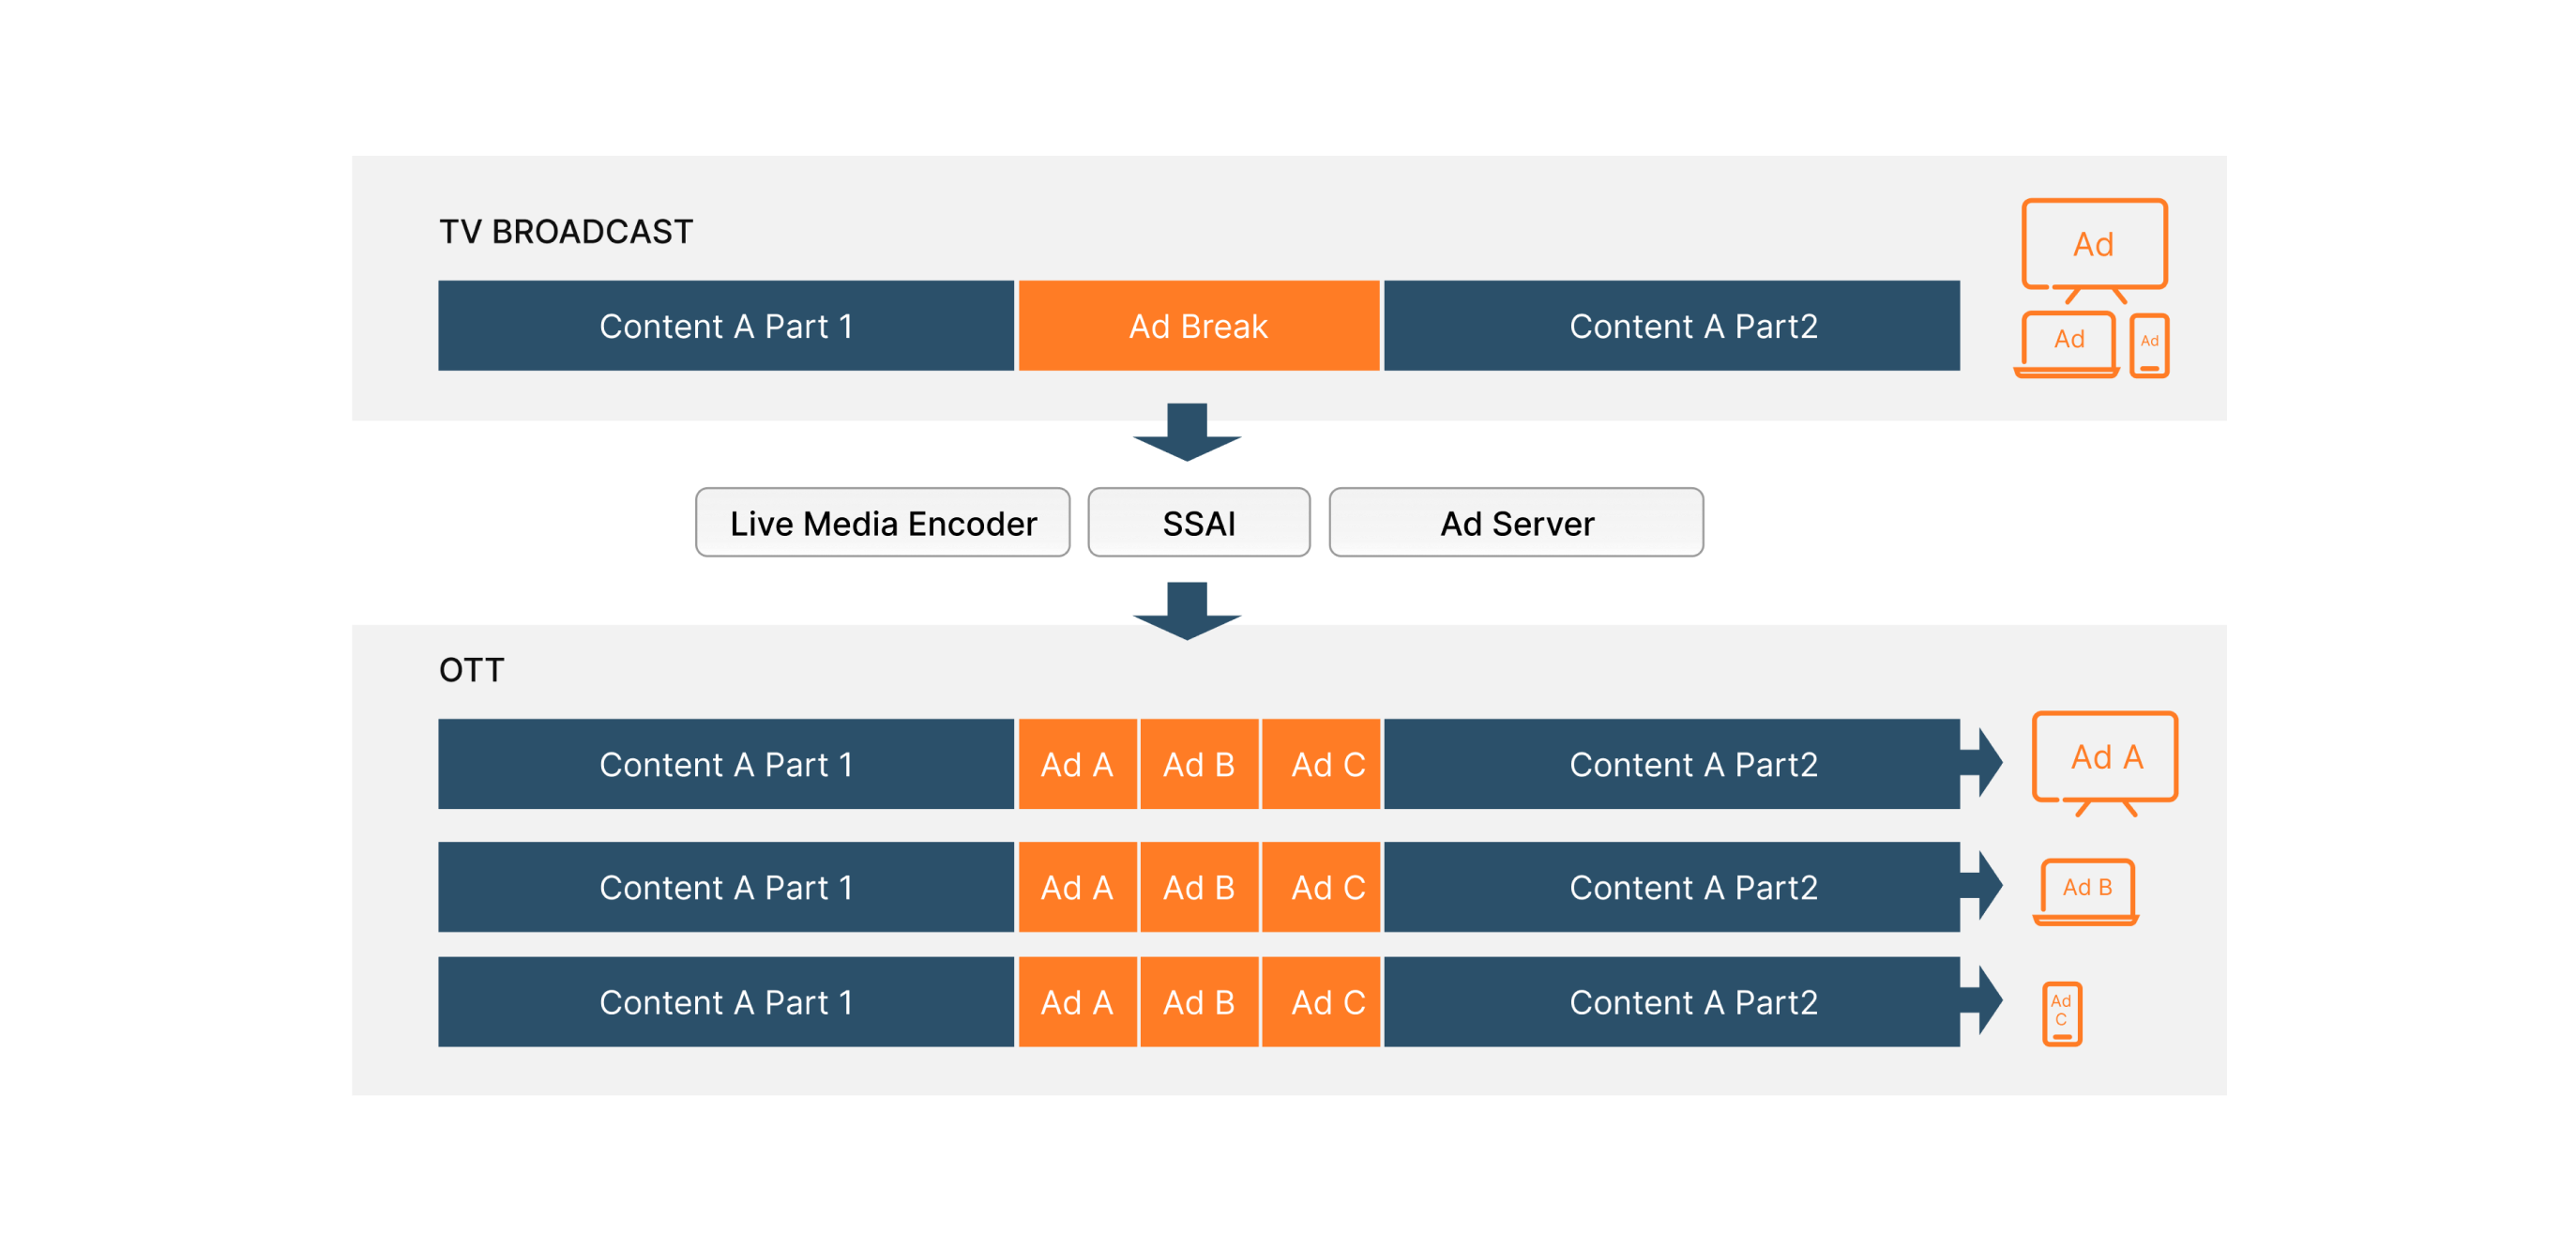 TV BROADCAST
Content A Part 1
Ad Break
Content A Part2
Ad
Ad
Ad
Live Media Encoder
SSAI
Ad Server
OTT
Content A Part 1
Ad A
Ad B
Ad C
Content A Part2
Ad A
Content A Part 1
Ad A
Ad B
Ad C
Content A Part2
Ad B
Content A Part 1
Ad A
Ad B
Ad C
Content A Part2
Ad
C